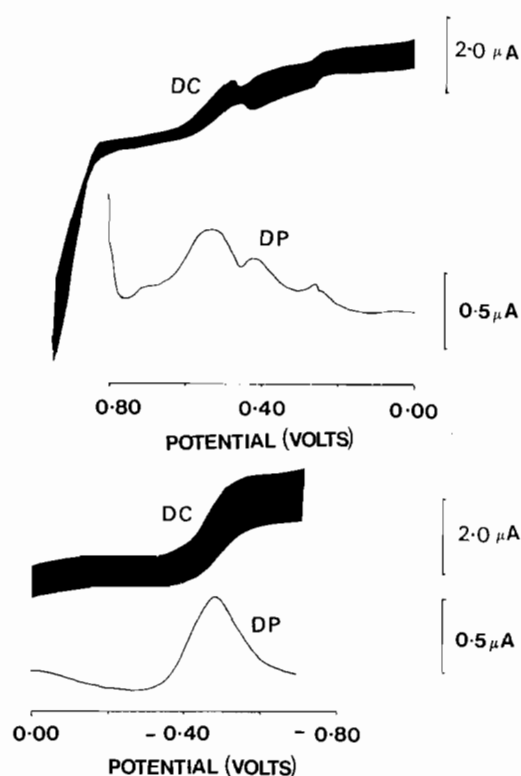 2·0 μA
DC
DP
0·5 μA
0·80 0·40 0·00
POTENTIAL (VOLTS)
DC
2·0 μA
DP
0·5 μA
0·00 - 0·40 - 0·80
POTENTIAL (VOLTS)